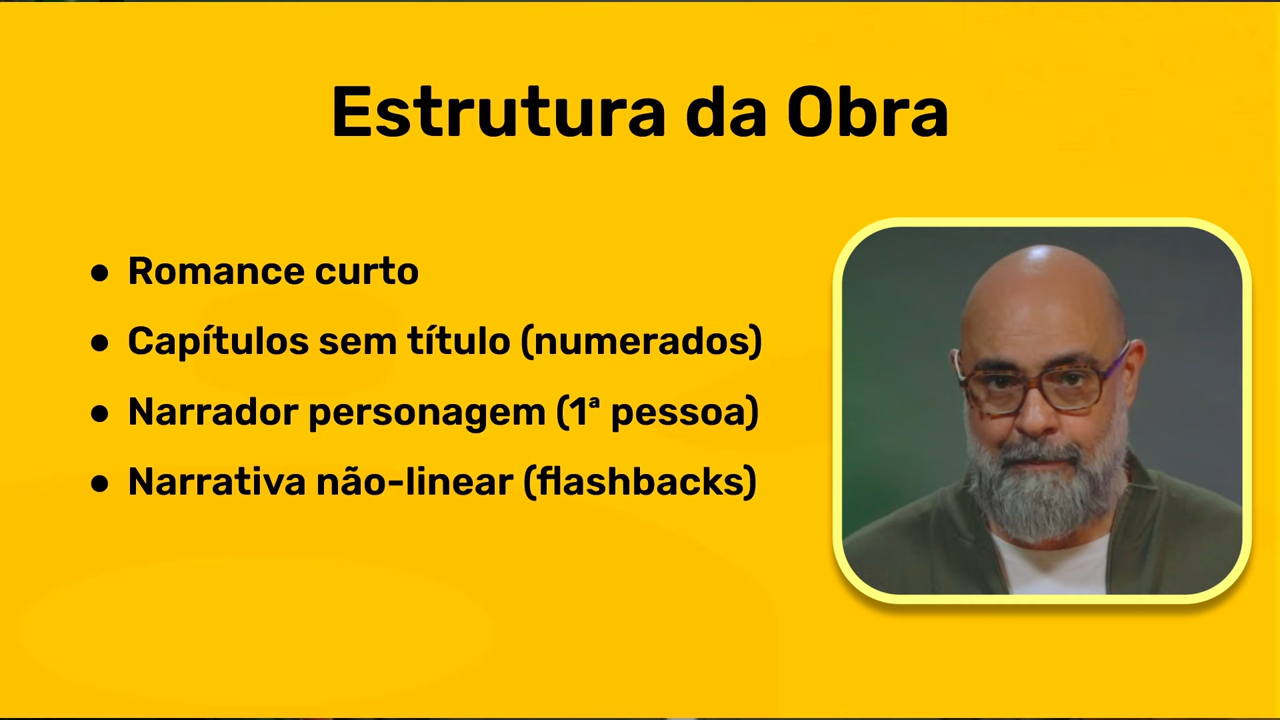 Estrutura da Obra
● Romance curto
● Capítulos sem título (numerados)
● Narrador personagem (1ª pessoa)
● Narrativa não-linear (flashbacks)